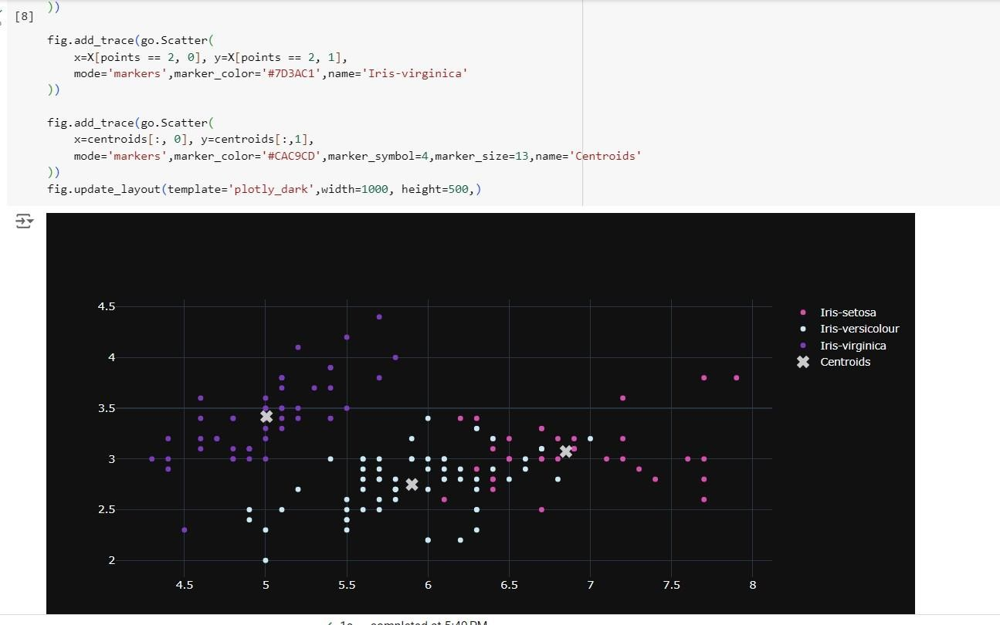 ))
[8]
fig.add_trace(go.Scatter(
x=X[points == 2, 0], y=X[points == 2, 1],
mode='markers',marker_color='#7D3AC1',name='Iris-virginica'
))
fig.add_trace(go.Scatter(
x=centroids[:, 0], y=centroids[:,1],
mode='markers',marker_color='#CAC9CD',marker_symbol=4,marker_size=13,name='Centroids'
))
fig.update_layout(template='plotly_dark',width=1000, height=500,)
4.5
4
3.5
3
2.5
2
4.5 5 5.5 6 6.5 7 7.5 8
Iris-setosa
Iris-versicolour
Iris-virginica
Centroids
completed at 5:49 PM